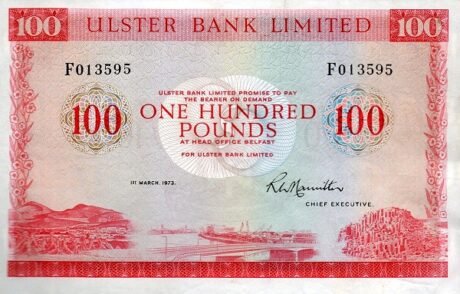 100 ULSTER BANK LIMITED 100
F013595 F013595
ULSTER BANK LIMITED PROMISE TO PAY
THE BEARER ON DEMAND
100 ONE HUNDRED 100
POUNDS
AT HEAD OFFICE BELFAST
FOR ULSTER BANK LIMITED
1ST MARCH, 1973.
CHIEF EXECUTIVE.